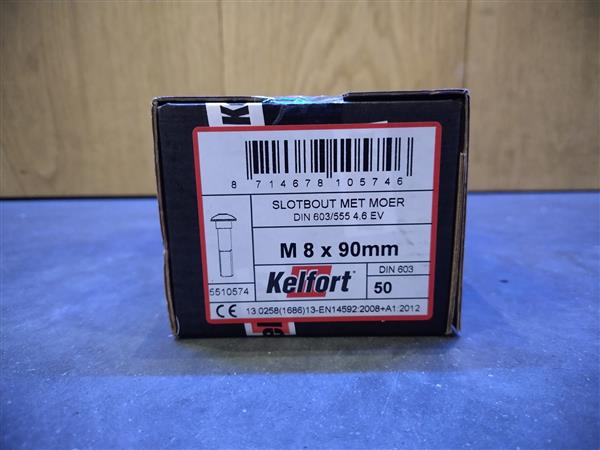 8 714678 105746
SLOTBOUT MET MOER
DIN 603/555 4.6 EV
M 8 x 90mm
5510574
Kelfort
DIN 603
50
CE 13.0258(1686)13-EN14592:2008+A1:2012